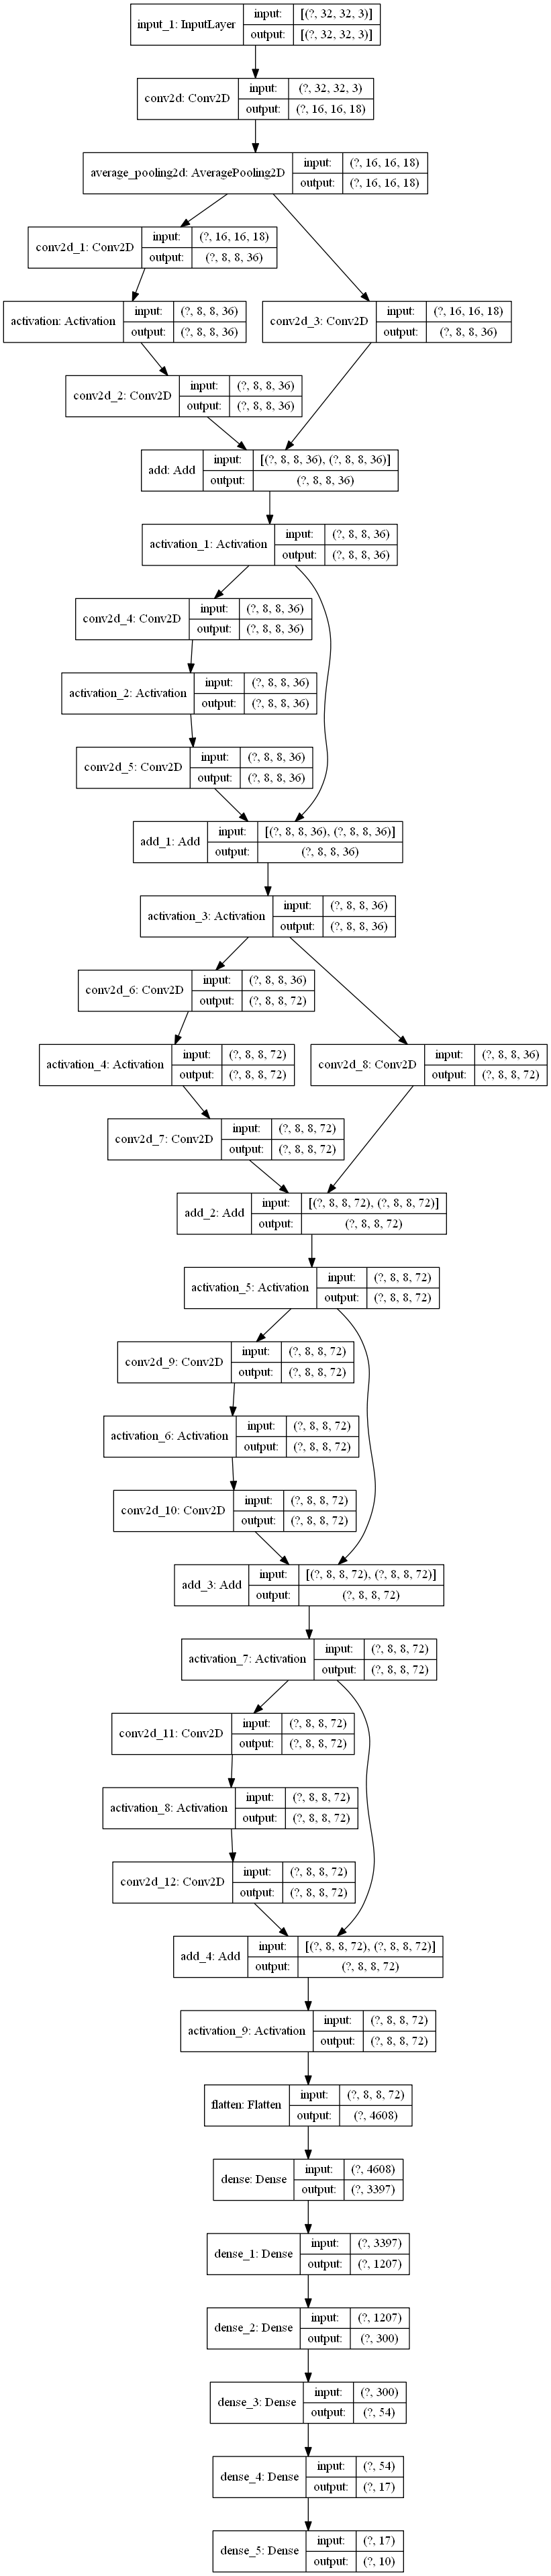 input_1: InputLayer
input: [(?, 32, 32, 3)]
output: [(?, 32, 32, 3)]
conv2d: Conv2D
input: (?, 32, 32, 3)
output: (?, 16, 16, 18)
average_pooling2d: AveragePooling2D
input: (?, 16, 16, 18)
output: (?, 16, 16, 18)
conv2d_1: Conv2D
input: (?, 16, 16, 18)
output: (?, 8, 8, 36)
activation: Activation
input: (?, 8, 8, 36)
output: (?, 8, 8, 36)
conv2d_3: Conv2D
input: (?, 16, 16, 18)
output: (?, 8, 8, 36)
conv2d_2: Conv2D
input: (?, 8, 8, 36)
output: (?, 8, 8, 36)
add: Add
input: [(?, 8, 8, 36), (?, 8, 8, 36)]
output: (?, 8, 8, 36)
activation_1: Activation
input: (?, 8, 8, 36)
output: (?, 8, 8, 36)
conv2d_4: Conv2D
input: (?, 8, 8, 36)
output: (?, 8, 8, 36)
activation_2: Activation
input: (?, 8, 8, 36)
output: (?, 8, 8, 36)
conv2d_5: Conv2D
input: (?, 8, 8, 36)
output: (?, 8, 8, 36)
add_1: Add
input: [(?, 8, 8, 36), (?, 8, 8, 36)]
output: (?, 8, 8, 36)
activation_3: Activation
input: (?, 8, 8, 36)
output: (?, 8, 8, 36)
conv2d_6: Conv2D
input: (?, 8, 8, 36)
output: (?, 8, 8, 72)
activation_4: Activation
input: (?, 8, 8, 72)
output: (?, 8, 8, 72)
conv2d_8: Conv2D
input: (?, 8, 8, 36)
output: (?, 8, 8, 72)
conv2d_7: Conv2D
input: (?, 8, 8, 72)
output: (?, 8, 8, 72)
add_2: Add
input: [(?, 8, 8, 72), (?, 8, 8, 72)]
output: (?, 8, 8, 72)
activation_5: Activation
input: (?, 8, 8, 72)
output: (?, 8, 8, 72)
conv2d_9: Conv2D
input: (?, 8, 8, 72)
output: (?, 8, 8, 72)
activation_6: Activation
input: (?, 8, 8, 72)
output: (?, 8, 8, 72)
conv2d_10: Conv2D
input: (?, 8, 8, 72)
output: (?, 8, 8, 72)
add_3: Add
input: [(?, 8, 8, 72), (?, 8, 8, 72)]
output: (?, 8, 8, 72)
activation_7: Activation
input: (?, 8, 8, 72)
output: (?, 8, 8, 72)
conv2d_11: Conv2D
input: (?, 8, 8, 72)
output: (?, 8, 8, 72)
activation_8: Activation
input: (?, 8, 8, 72)
output: (?, 8, 8, 72)
conv2d_12: Conv2D
input: (?, 8, 8, 72)
output: (?, 8, 8, 72)
add_4: Add
input: [(?, 8, 8, 72), (?, 8, 8, 72)]
output: (?, 8, 8, 72)
activation_9: Activation
input: (?, 8, 8, 72)
output: (?, 8, 8, 72)
flatten: Flatten
input: (?, 8, 8, 72)
output: (?, 4608)
dense: Dense
input: (?, 4608)
output: (?, 3397)
dense_1: Dense
input: (?, 3397)
output: (?, 1207)
dense_2: Dense
input: (?, 1207)
output: (?, 300)
dense_3: Dense
input: (?, 300)
output: (?, 54)
dense_4: Dense
input: (?, 54)
output: (?, 17)
dense_5: Dense
input: (?, 17)
output: (?, 10)